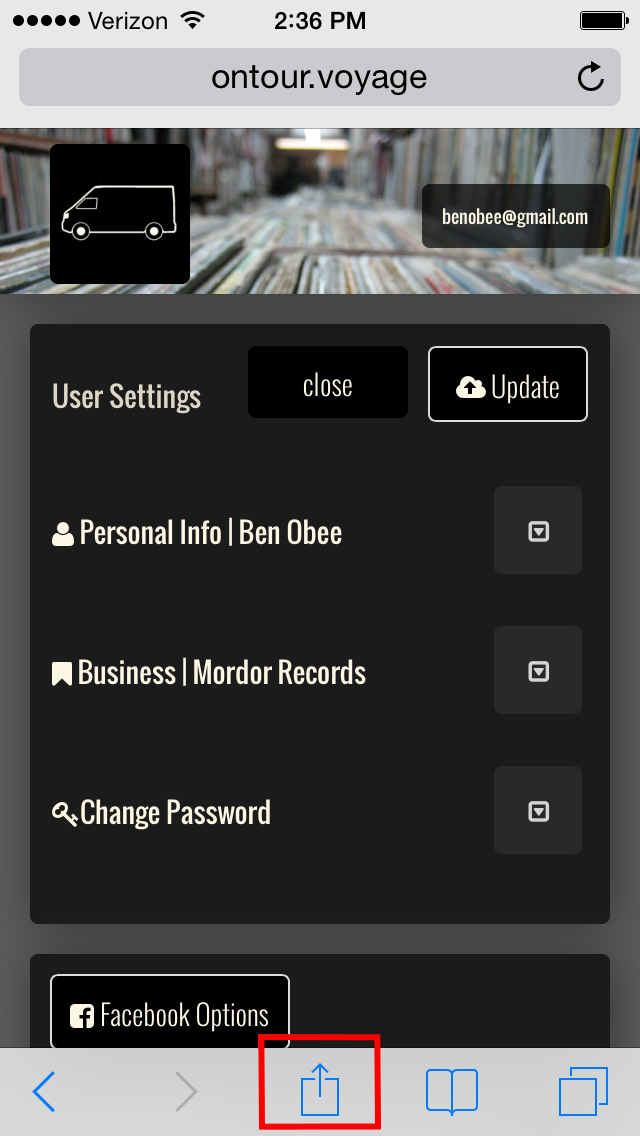 Verizon 2:36 PM
ontour.voyage
benobee@gmail.com
User Settings close Update
Personal Info | Ben Obee
Business | Mordor Records
Change Password
Facebook Options